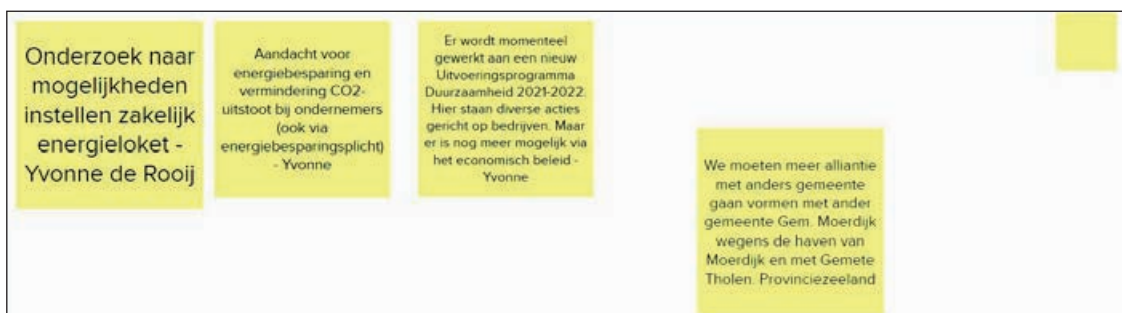 Onderzoek naar
mogelijkheden
instellen zakelijk
energieloket -
Yvonne de Rooij
Aandacht voor
energiebesparing en
vermindering CO2-
uitstoot bij ondernemers
(ook via
energiebesparingsplicht)
- Yvonne
Er wordt momenteel
gewerkt aan een nieuw
Uitvoeringsprogramma
Duurzaamheid 2021-2022.
Hier staan diverse acties
gericht op bedrijven. Maar
er is nog meer mogelijk via
het economisch beleid -
Yvonne
We moeten meer alliantie
met anders gemeente
gaan vormen met ander
gemeente Gem. Moerdijk
wegens de haven van
Moerdijk en met Gemete
Tholen. Provinciezeeland